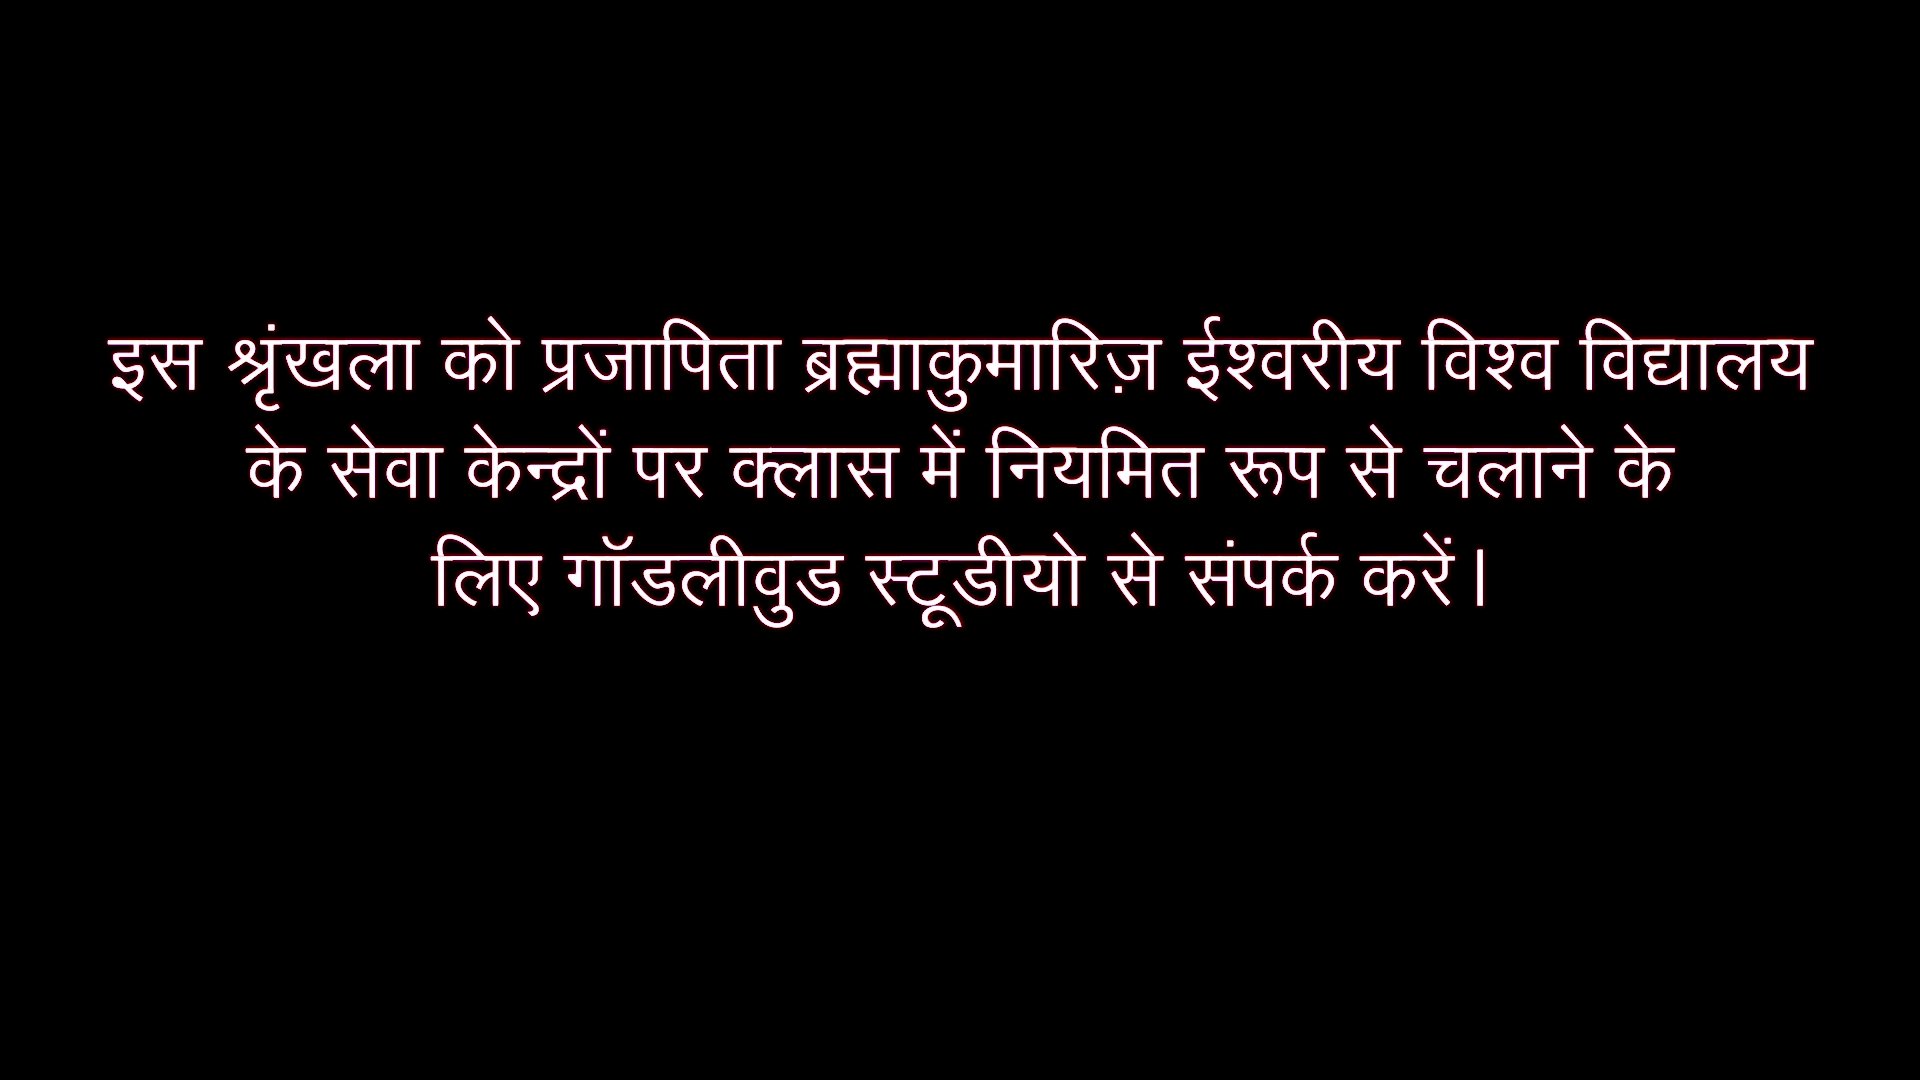 इस श्रृंखला को प्रजापिता ब्रह्माकुमारिज़ ईश्वरीय विश्व विद्यालय
के सेवा केन्द्रों पर क्लास में नियमित रूप से चलाने के
लिए गॉडलीवुड स्टूडीयो से संपर्क करें।